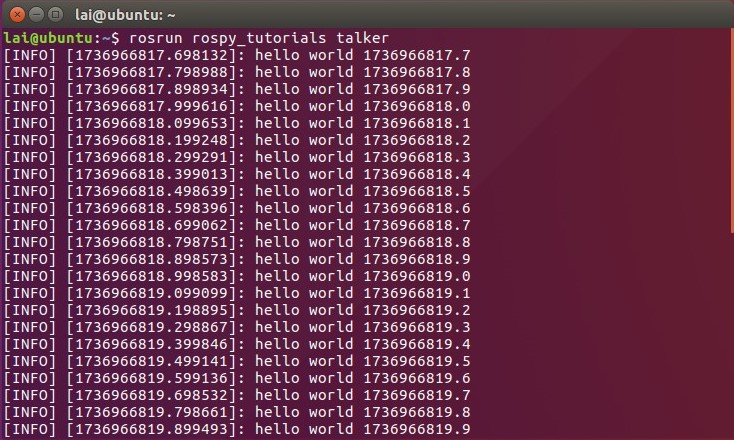 lai@ubuntu: ~
lai@ubuntu:~$ rosrun rospy_tutorials talker
[INFO] [1736966817.698132]: hello world 1736966817.7
[INFO] [1736966817.798988]: hello world 1736966817.8
[INFO] [1736966817.898934]: hello world 1736966817.9
[INFO] [1736966817.999616]: hello world 1736966818.0
[INFO] [1736966818.099653]: hello world 1736966818.1
[INFO] [1736966818.199248]: hello world 1736966818.2
[INFO] [1736966818.299291]: hello world 1736966818.3
[INFO] [1736966818.399013]: hello world 1736966818.4
[INFO] [1736966818.498639]: hello world 1736966818.5
[INFO] [1736966818.598396]: hello world 1736966818.6
[INFO] [1736966818.699062]: hello world 1736966818.7
[INFO] [1736966818.798751]: hello world 1736966818.8
[INFO] [1736966818.898573]: hello world 1736966818.9
[INFO] [1736966818.998583]: hello world 1736966819.0
[INFO] [1736966819.099099]: hello world 1736966819.1
[INFO] [1736966819.198895]: hello world 1736966819.2
[INFO] [1736966819.298867]: hello world 1736966819.3
[INFO] [1736966819.399846]: hello world 1736966819.4
[INFO] [1736966819.499141]: hello world 1736966819.5
[INFO] [1736966819.599136]: hello world 1736966819.6
[INFO] [1736966819.698532]: hello world 1736966819.7
[INFO] [1736966819.798661]: hello world 1736966819.8
[INFO] [1736966819.899493]: hello world 1736966819.9